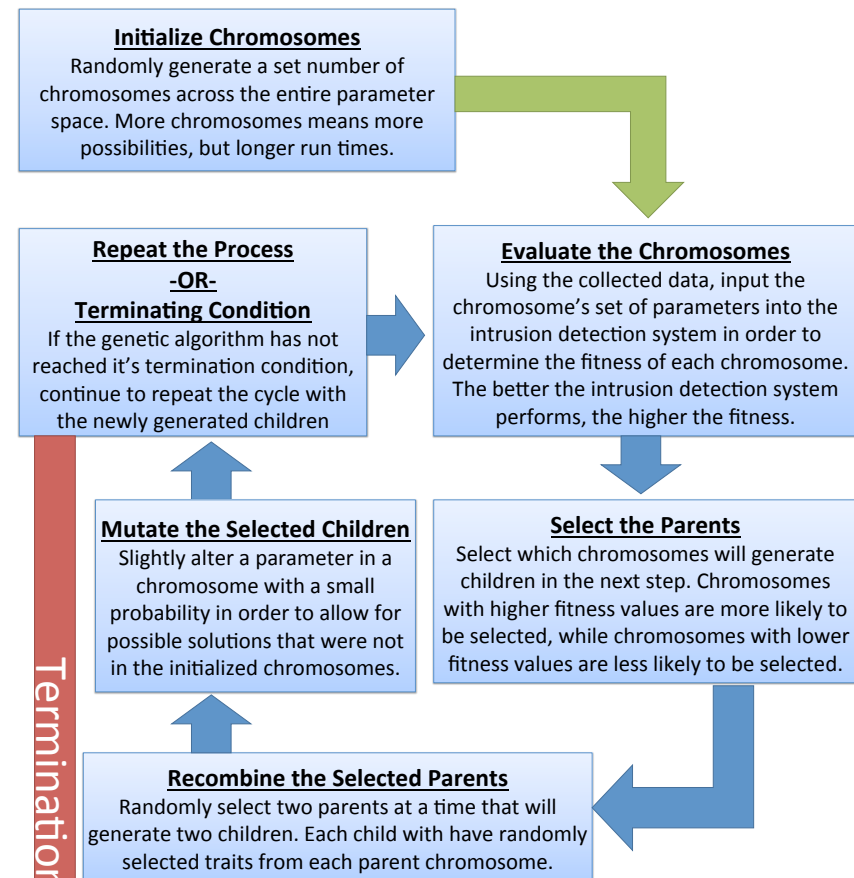 Initialize Chromosomes
Randomly generate a set number of
chromosomes across the entire parameter
space. More chromosomes means more
possibilities, but longer run times.
Repeat the Process
-OR-
Terminating Condition
If the genetic algorithm has not
reached it's termination condition,
continue to repeat the cycle with
the newly generated children
Evaluate the Chromosomes
Using the collected data, input the
chromosome's set of parameters into the
intrusion detection system in order to
determine the fitness of each chromosome.
The better the intrusion detection system
performs, the higher the fitness.
Mutate the Selected Children
Slightly alter a parameter in a
chromosome with a small
probability in order to allow for
possible solutions that were not
in the initialized chromosomes.
Select the Parents
Select which chromosomes will generate
children in the next step. Chromosomes
with higher fitness values are more likely to
be selected, while chromosomes with lower
fitness values are less likely to be selected.
Recombine the Selected Parents
Randomly select two parents at a time that will
generate two children. Each child with have randomly
selected traits from each parent chromosome.
Termination